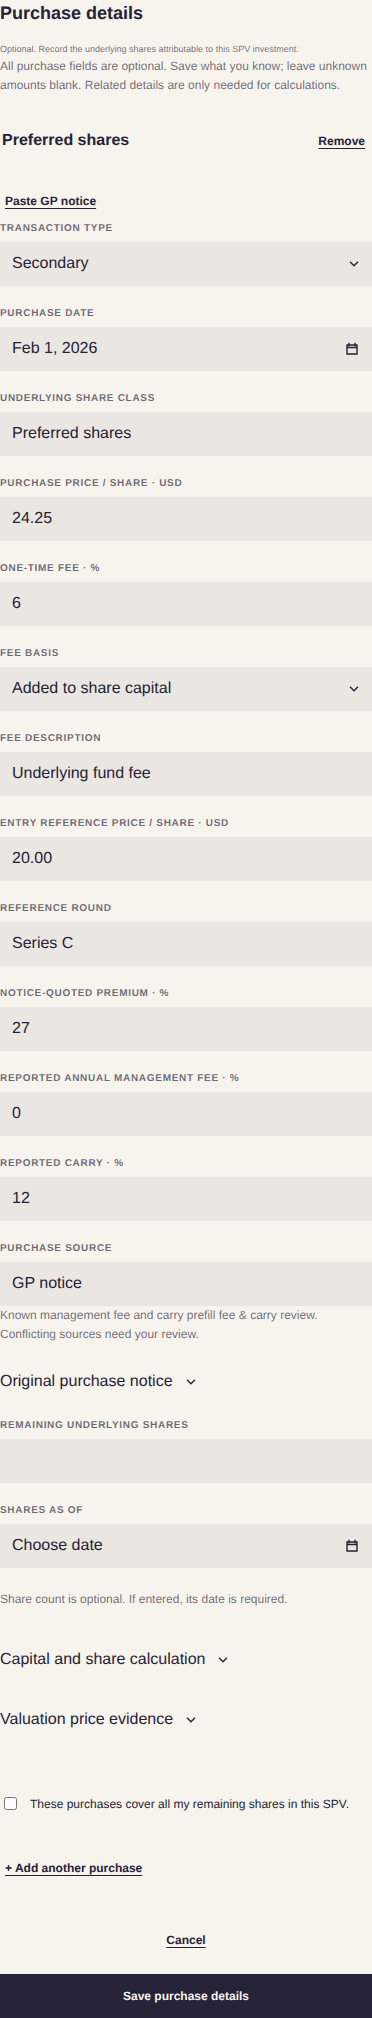 Purchase details
Optional. Record the underlying shares attributable to this SPV investment.
All purchase fields are optional. Save what you know; leave unknown
amounts blank. Related details are only needed for calculations.
Preferred shares
Remove
Paste GP notice
TRANSACTION TYPE
Secondary
PURCHASE DATE
Feb 1, 2026
UNDERLYING SHARE CLASS
Preferred shares
PURCHASE PRICE / SHARE · USD
24.25
ONE-TIME FEE · %
6
FEE BASIS
Added to share capital
FEE DESCRIPTION
Underlying fund fee
ENTRY REFERENCE PRICE / SHARE · USD
20.00
REFERENCE ROUND
Series C
NOTICE-QUOTED PREMIUM · %
27
REPORTED ANNUAL MANAGEMENT FEE · %
0
REPORTED CARRY · %
12
PURCHASE SOURCE
GP notice
Known management fee and carry prefill fee & carry review.
Conflicting sources need your review.
Original purchase notice
REMAINING UNDERLYING SHARES
SHARES AS OF
Choose date
Share count is optional. If entered, its date is required.
Capital and share calculation
Valuation price evidence
These purchases cover all my remaining shares in this SPV.
+ Add another purchase
Cancel
Save purchase details